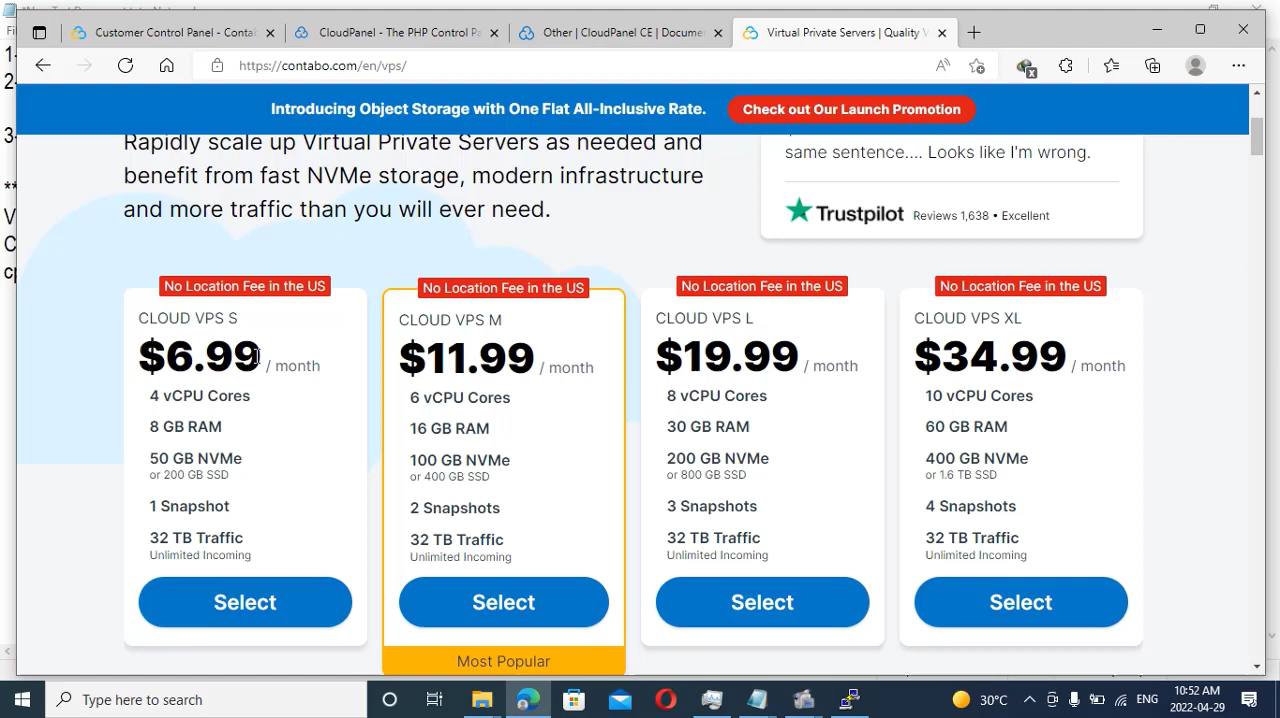 Customer Control Panel - Contal
CloudPanel - The PHP Control Pa
Other | CloudPanel CE | Docume
Virtual Private Servers | Quality V
https://contabo.com/en/vps/
Introducing Object Storage with One Flat All-Inclusive Rate.
Check out Our Launch Promotion
Rapidly scale up Virtual Private Servers as needed and
benefit from fast NVMe storage, modern infrastructure
and more traffic than you will ever need.
same sentence.... Looks like I'm wrong.
Trustpilot Reviews 1,638 • Excellent
No Location Fee in the US
CLOUD VPS S
$6.99 / month
4 vCPU Cores
8 GB RAM
50 GB NVMe
or 200 GB SSD
1 Snapshot
32 TB Traffic
Unlimited Incoming
Select
No Location Fee in the US
CLOUD VPS M
$11.99 / month
6 vCPU Cores
16 GB RAM
100 GB NVMe
or 400 GB SSD
2 Snapshots
32 TB Traffic
Unlimited Incoming
Select
Most Popular
No Location Fee in the US
CLOUD VPS L
$19.99 / month
8 vCPU Cores
30 GB RAM
200 GB NVMe
or 800 GB SSD
3 Snapshots
32 TB Traffic
Unlimited Incoming
Select
No Location Fee in the US
CLOUD VPS XL
$34.99 / month
10 vCPU Cores
60 GB RAM
400 GB NVMe
or 1.6 TB SSD
4 Snapshots
32 TB Traffic
Unlimited Incoming
Select
Type here to search
30°C
ENG
10:52 AM
2022-04-29